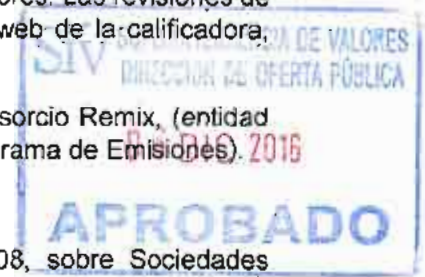 ores. Las revisiones de
web de la calificadora,
SIV SUPERINTENDENCIA DE VALORES
DIRECCION DE OFERTA PÚBLICA
sorcio Remix, (entidad
rama de Emisiones).
DIC 2016
APROBADO
08, sobre Sociedades